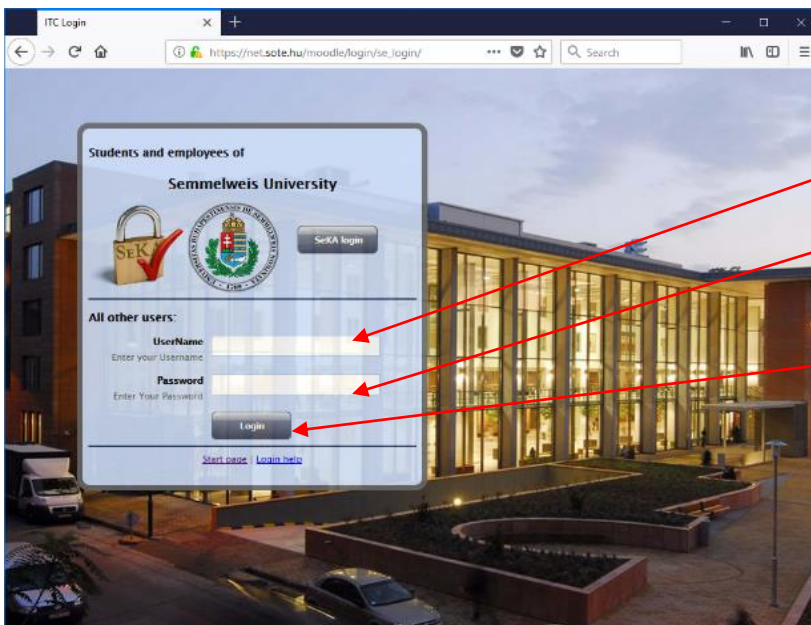 ITC Login
https://net.sote.hu/moodle/login/se_login/
Search
Students and employees of
Semmelweis University
SeKA
SeKA login
All other users:
UserName
Enter your Username
Password
Enter Your Password
Login
Start page | Login help